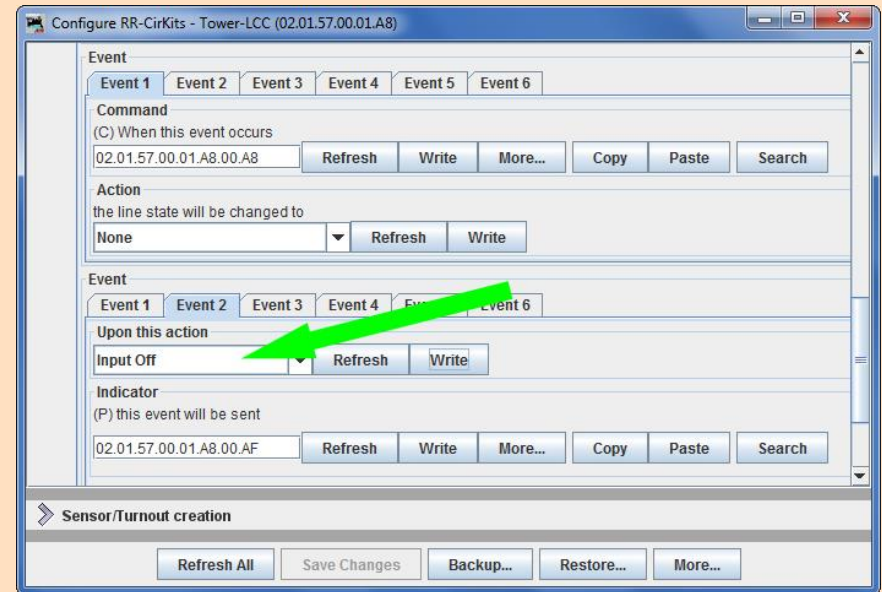 Configure RR-CirKits - Tower-LCC (02.01.57.00.01.A8)
Event
Event 1 Event 2 Event 3 Event 4 Event 5 Event 6
Command
(C) When this event occurs
02.01.57.00.01.A8.00.A8 Refresh Write More... Copy Paste Search
Action
the line state will be changed to
None Refresh Write
Event
Event 1 Event 2 Event 3 Event 4 Event 6
Upon this action
Input Off Refresh Write
Indicator
(P) this event will be sent
02.01.57.00.01.A8.00.AF Refresh Write More... Copy Paste Search
Sensor/Turnout creation
Refresh All Save Changes Backup... Restore... More...